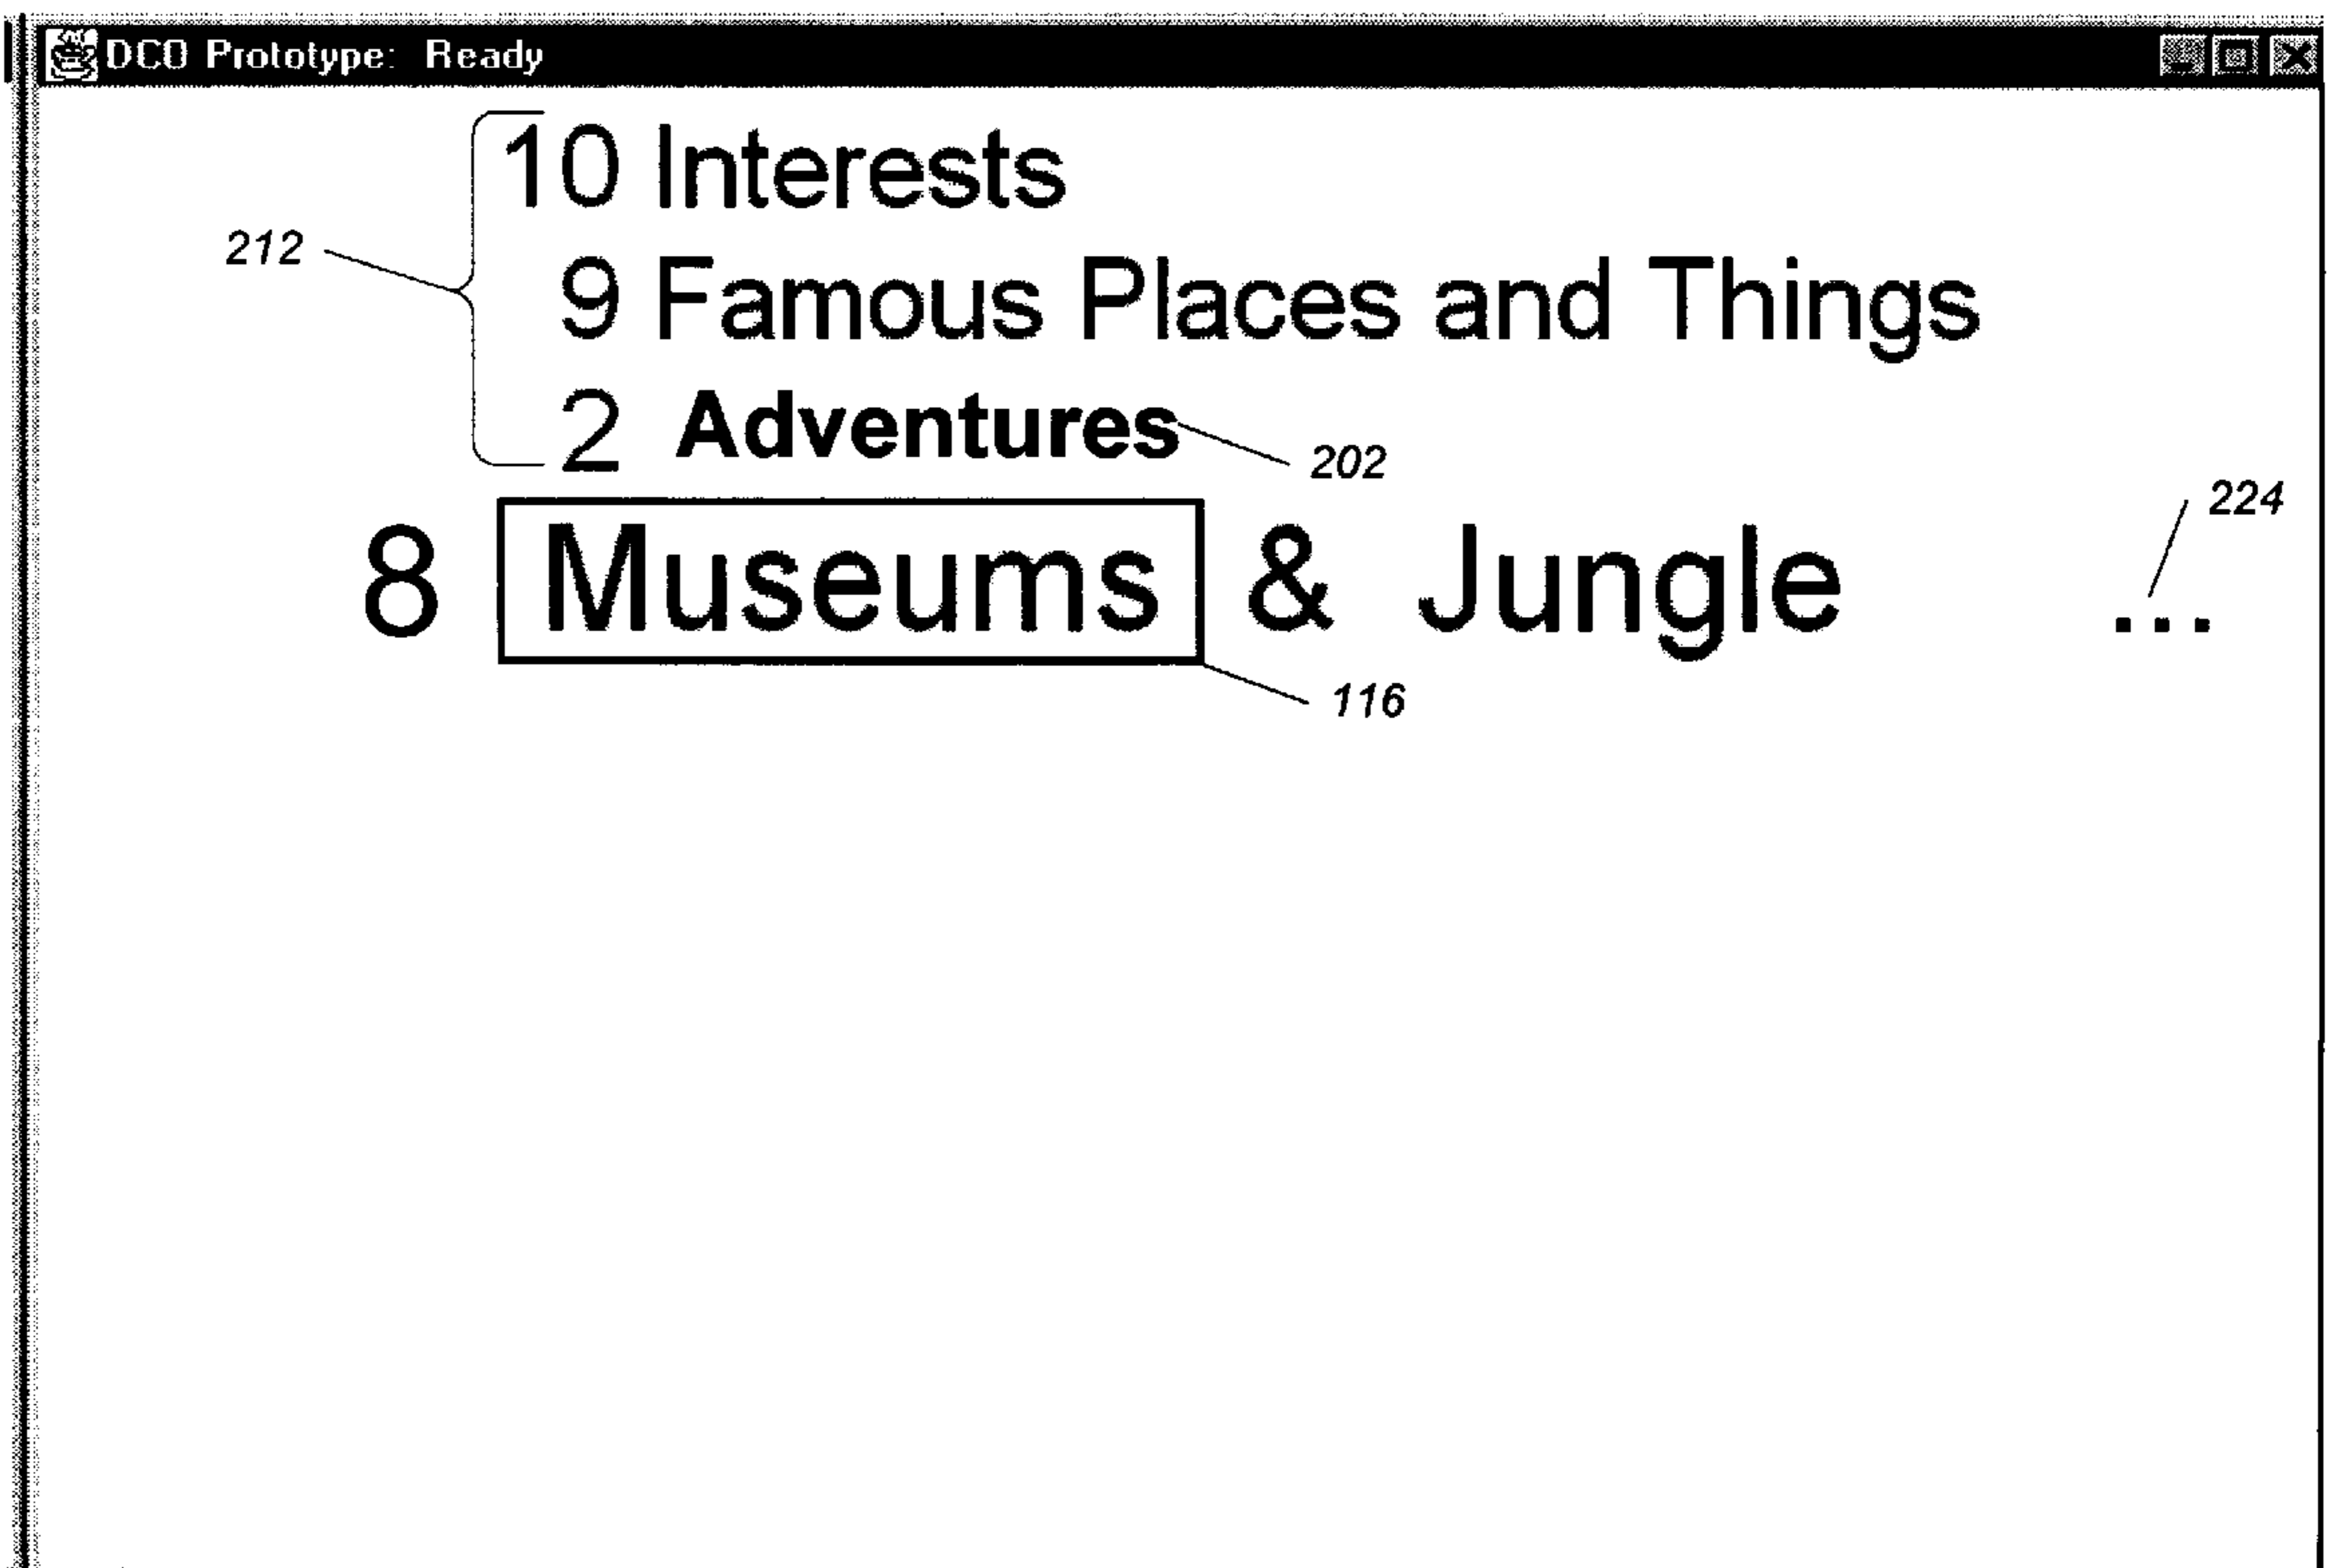 DCO Prototype: Ready
10 Interests
212
9 Famous Places and Things
2 Adventures
202
224
8 Museums & Jungle ...
116